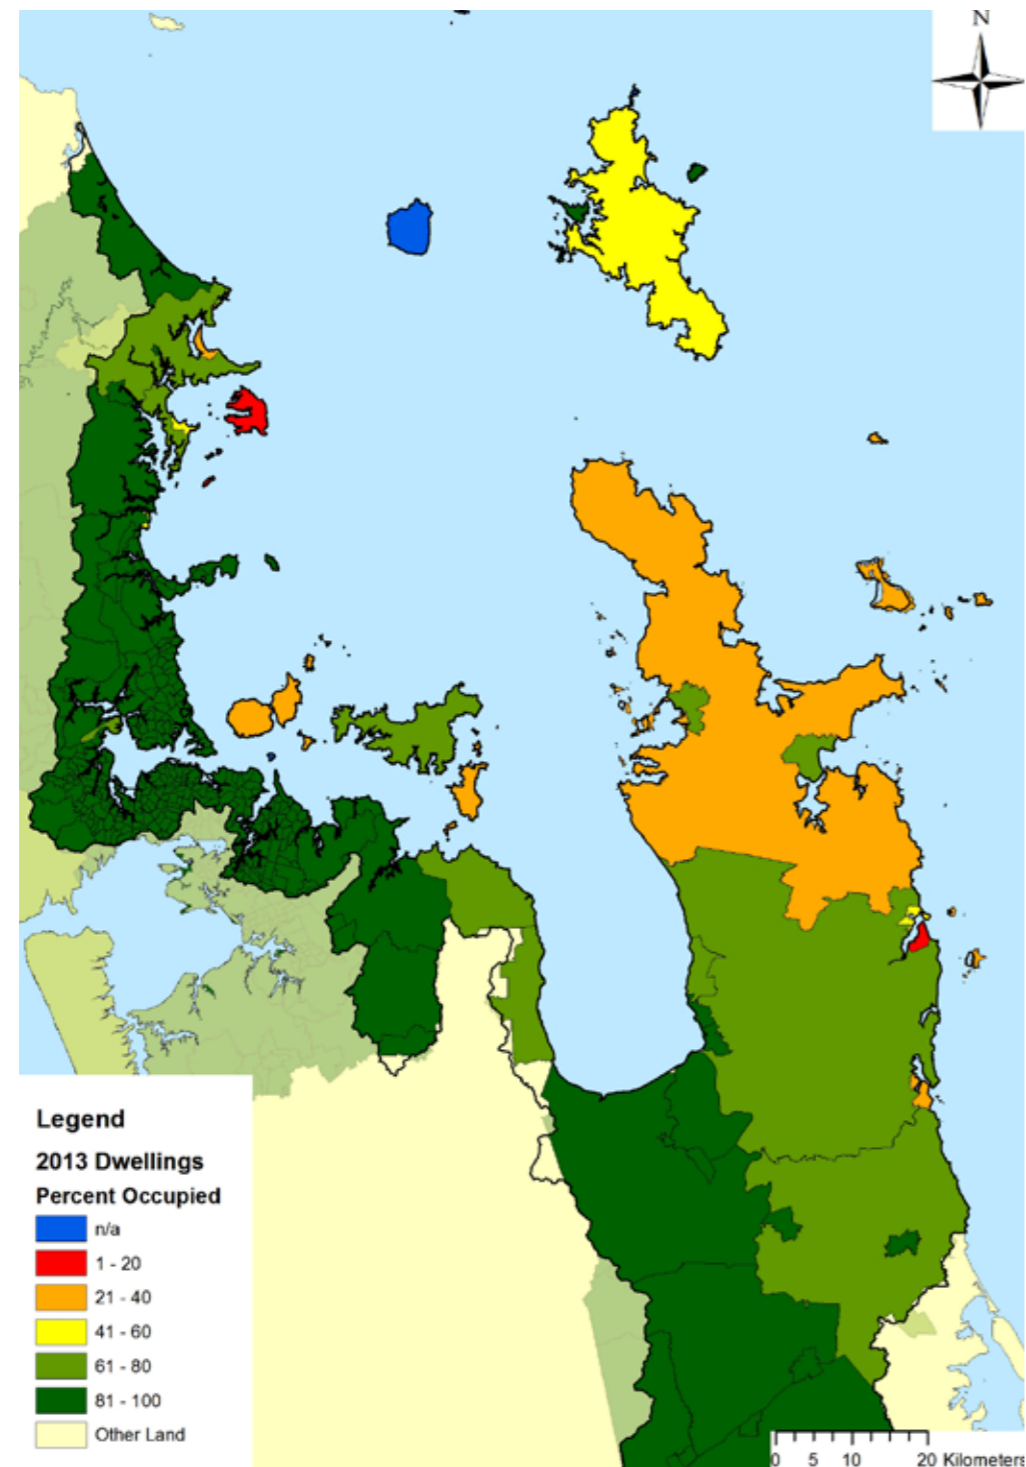 N
Legend
2013 Dwellings
Percent Occupied
n/a
1 - 20
21 - 40
41 - 60
61 - 80
81 - 100
Other Land
0 5 10 20 Kilometers